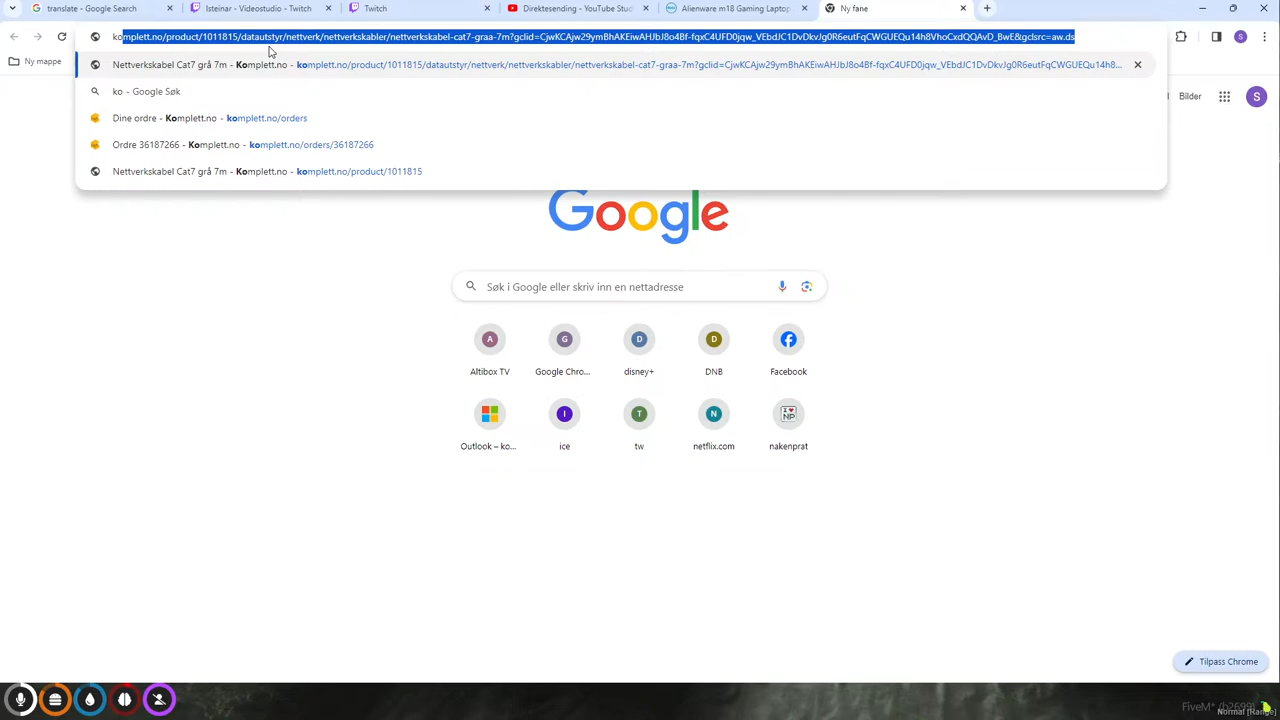 translate - Google Search
Isteinar - Videostudio - Twitch
Twitch
Direktesending - YouTube Stud
Alienware m18 Gaming Laptop
Ny fane
komplett.no/product/1011815/datautstyr/nettverk/nettverkskabler/nettverkskabel-cat7-graa-7m?gclid=CjwKCAjw29ymBhAKEiwAHJbJ8o4Bf-fqxC4UFD0jqw_VEbdJC1DvDkvJg0R6eutFqCWGUEQu14h8VhoCxdQQAvD_BwE&gclsrc=aw.ds
S
Ny mappe
Nettverkskabel Cat7 grå 7m - Komplett.no - komplett.no/product/1011815/datautstyr/nettverk/nettverkskabler/nettverkskabel-cat7-graa-7m?gclid=CjwKCAjw29ymBhAKEiwAHJbJ8o4Bf-fqxC4UFD0jqw_VEbdJC1DvDkvJg0R6eutFqCWGUEQu14h8...
ko - Google Søk
Bilder
S
Dine ordre - Komplett.no - komplett.no/orders
Ordre 36187266 - Komplett.no - komplett.no/orders/36187266
Nettverkskabel Cat7 grå 7m - Komplett.no - komplett.no/product/1011815
Google
Søk i Google eller skriv inn en nettadresse
A
G
D
D
Altibox TV
Google Chro...
disney+
DNB
Facebook
I
T
N
I ♥ NP
Outlook – ko...
ice
tw
netflix.com
nakenprat
Tilpass Chrome
FiveM* (b2699)
Normal [Range]